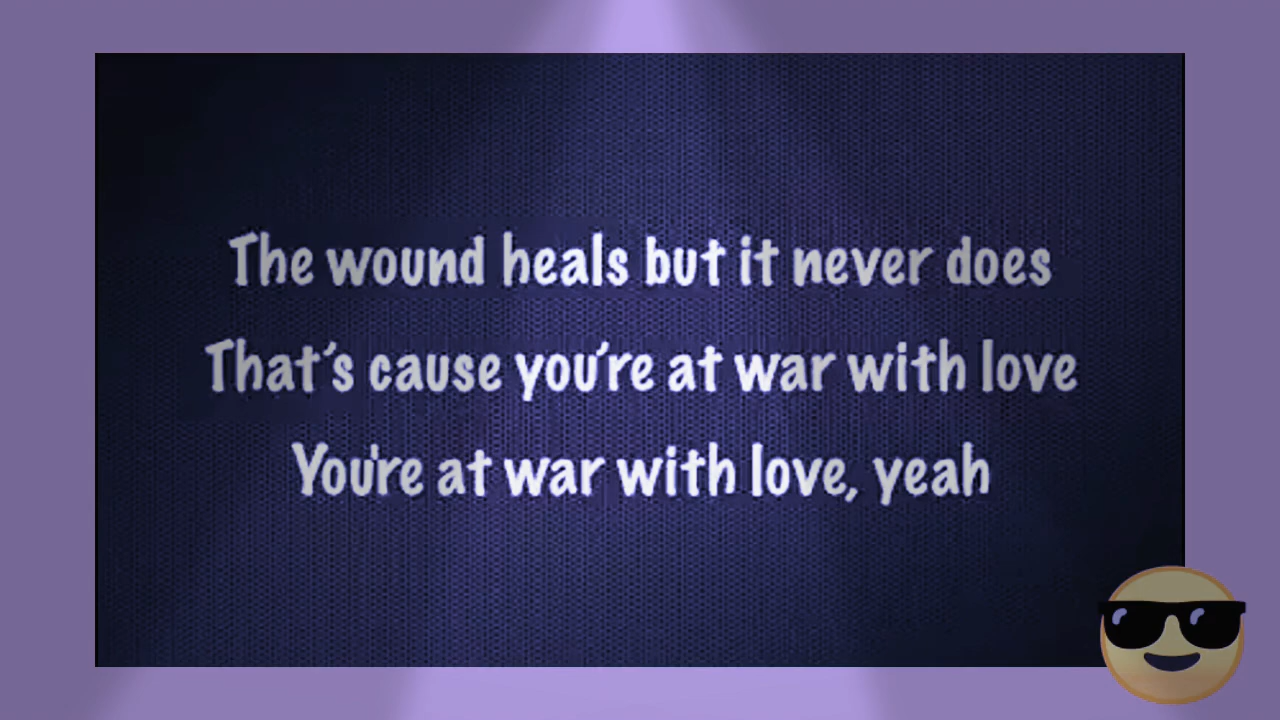 The wound heals but it never does
That's cause you're at war with love
You're at war with love, yeah